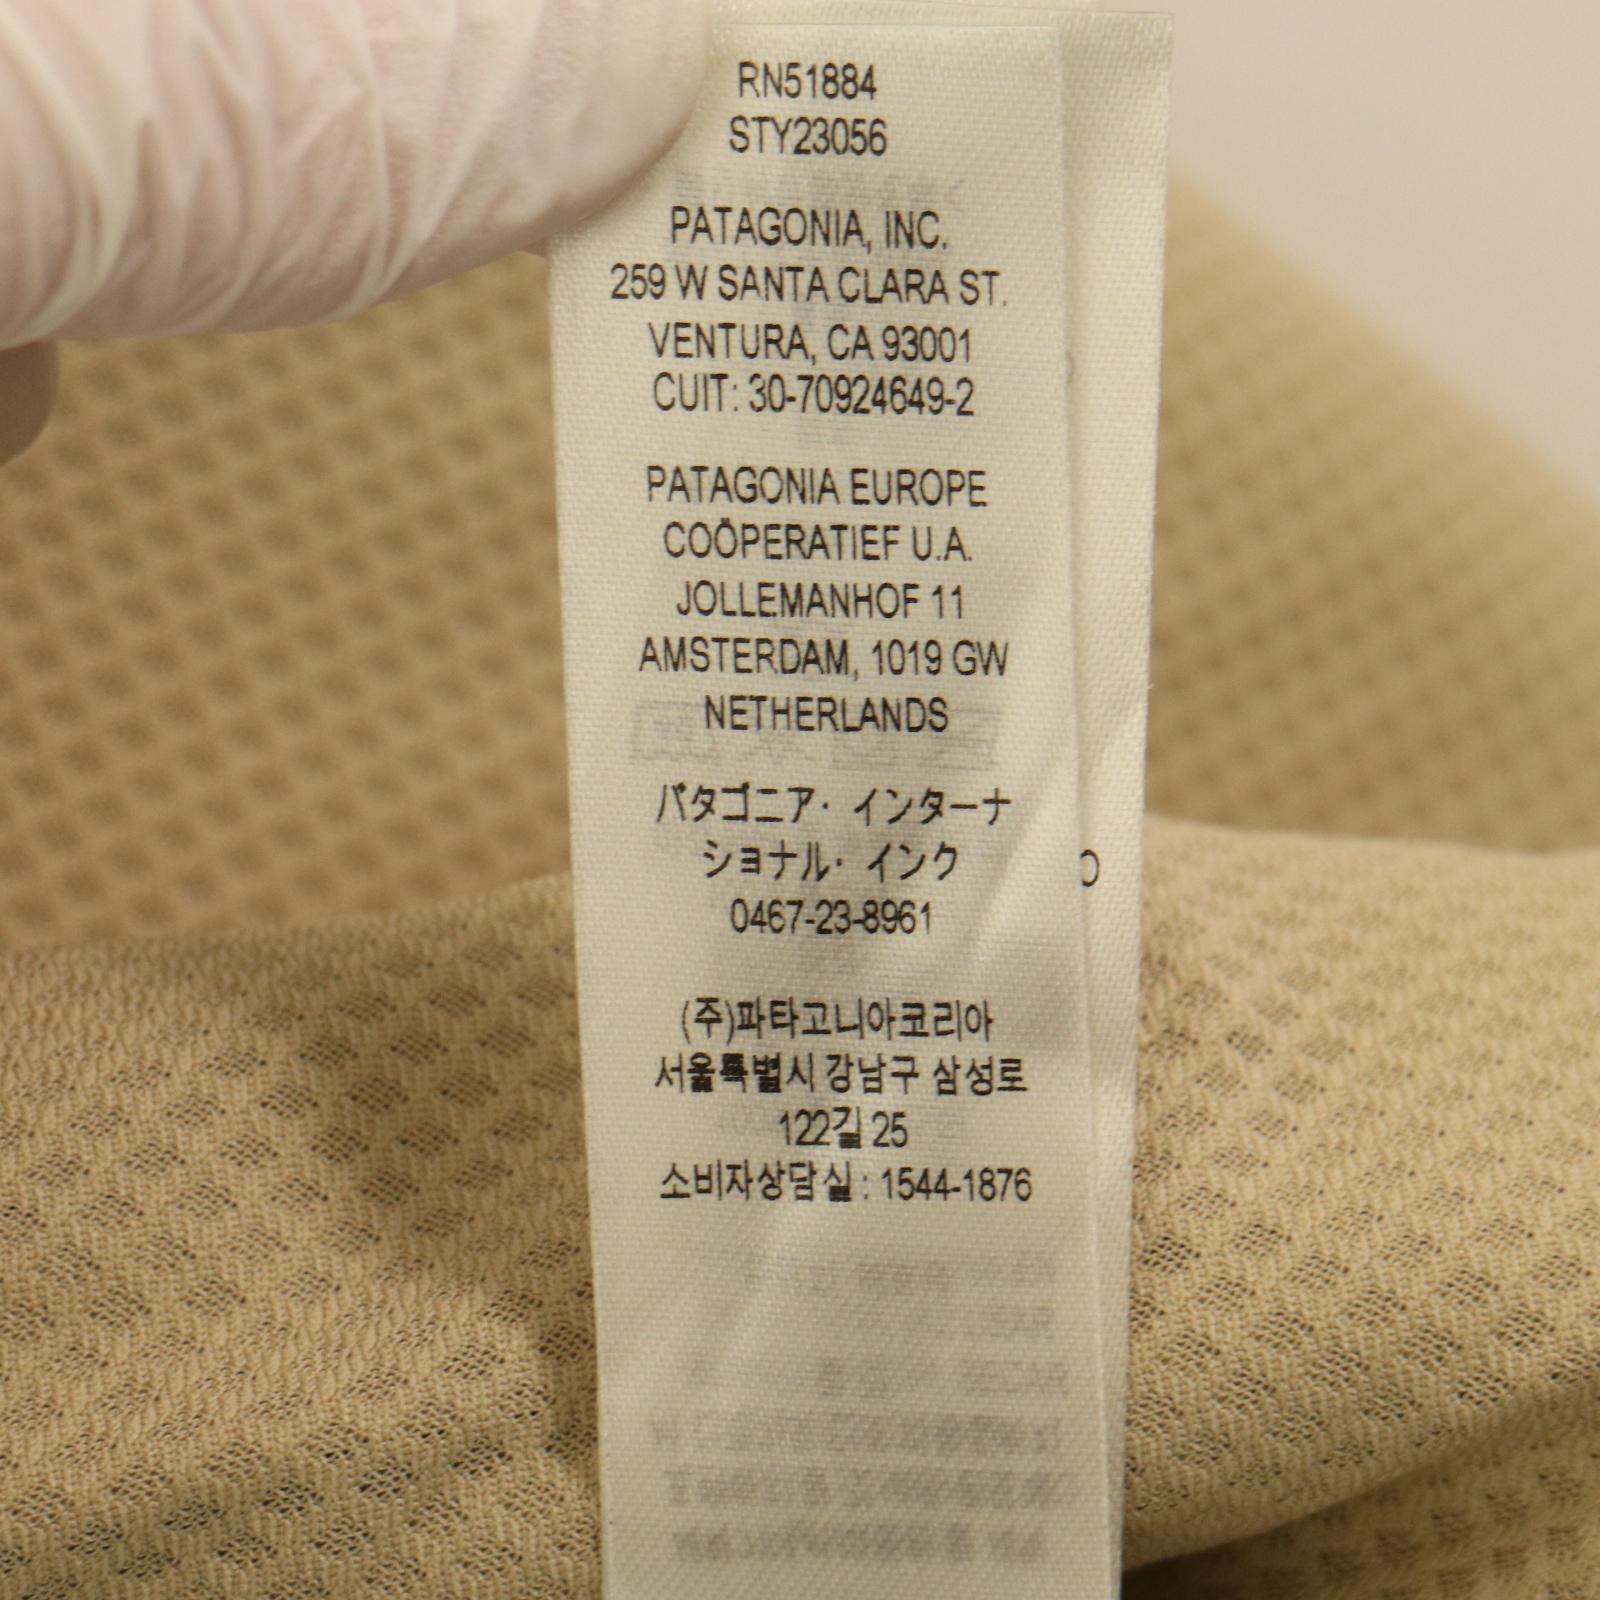 RN51884
STY23056
PATAGONIA, INC.
259 W SANTA CLARA ST.
VENTURA, CA 93001
CUIT: 30-70924649-2
PATAGONIA EUROPE
COÖPERATIEF U.A.
JOLLEMANHOF 11
AMSTERDAM, 1019 GW
NETHERLANDS
パタゴニア・インターナ
ショナル・インク
0467-23-8961
(주)파타고니아코리아
서울특별시 강남구 삼성로
122길 25
소비자상담실 : 1544-1876